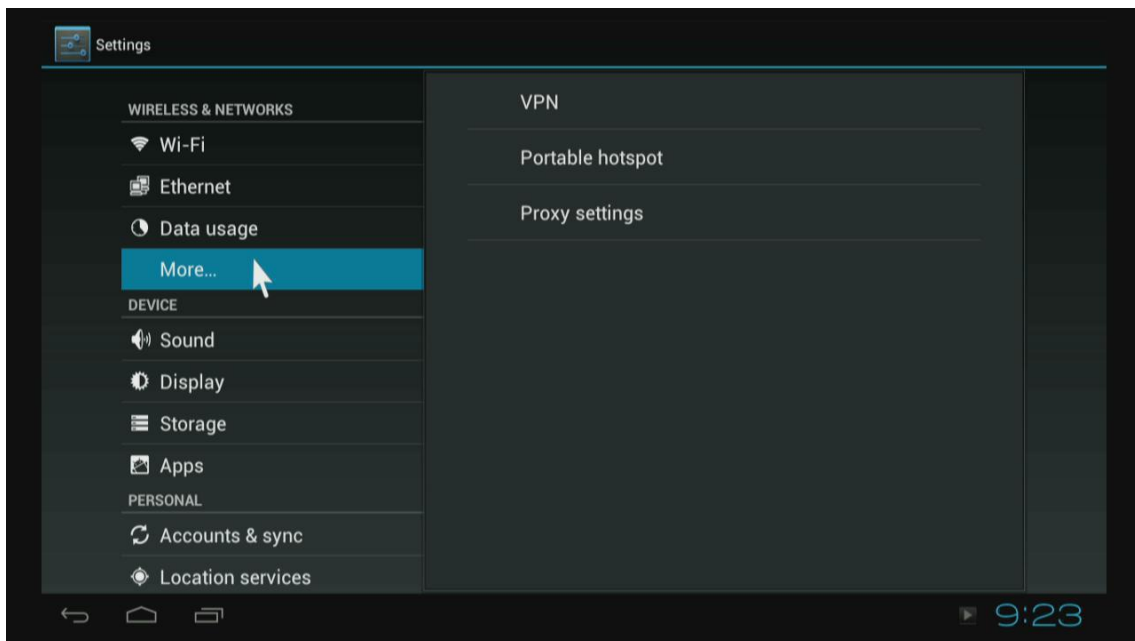 Settings
WIRELESS & NETWORKS
Wi-Fi
Ethernet
Data usage
More...
DEVICE
Sound
Display
Storage
Apps
PERSONAL
Accounts & sync
Location services
VPN
Portable hotspot
Proxy settings
9:23